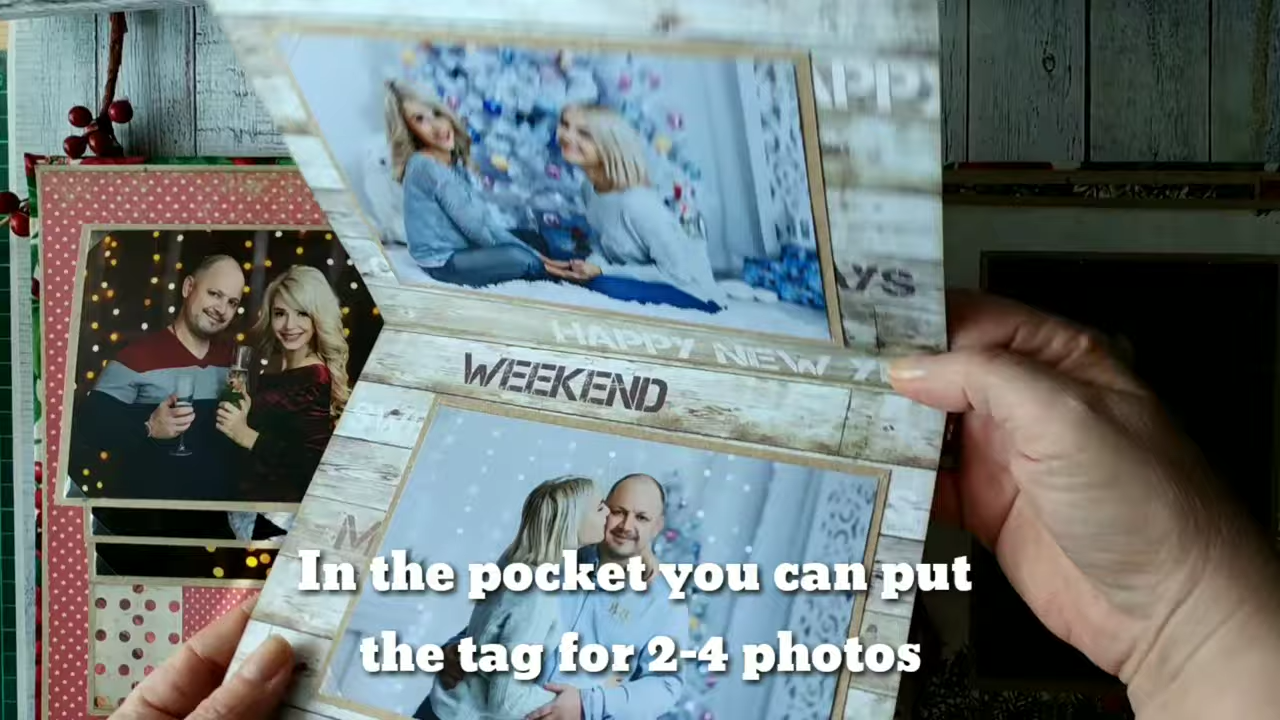 APPY
AYS
HAPPY NEW Y
WEEKEND
M
In the pocket you can put
the tag for 2-4 photos